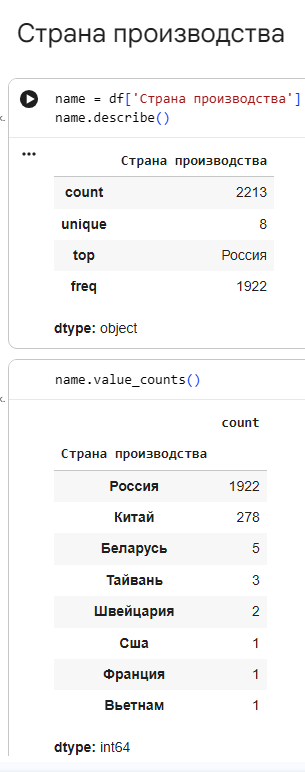 Страна производства
name = df['Страна производства']
name.describe()
Страна производства
count 2213
unique 8
top Россия
freq 1922
dtype: object
name.value_counts()
count
Страна производства
Россия 1922
Китай 278
Беларусь 5
Тайвань 3
Швейцария 2
Сша 1
Франция 1
Вьетнам 1
dtype: int64